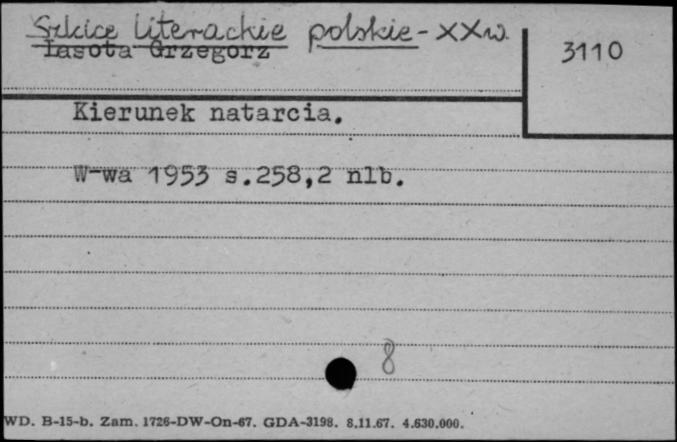 Szkice literackie polskie - XX w.
Lasota Grzegorz
3110
Kierunek natarcia.
W-wa 1953 s.258,2 nlb.
8
WD. B-15-b. Zam. 1726-DW-On-67. GDA-3198. 8.11.67. 4.630.000.